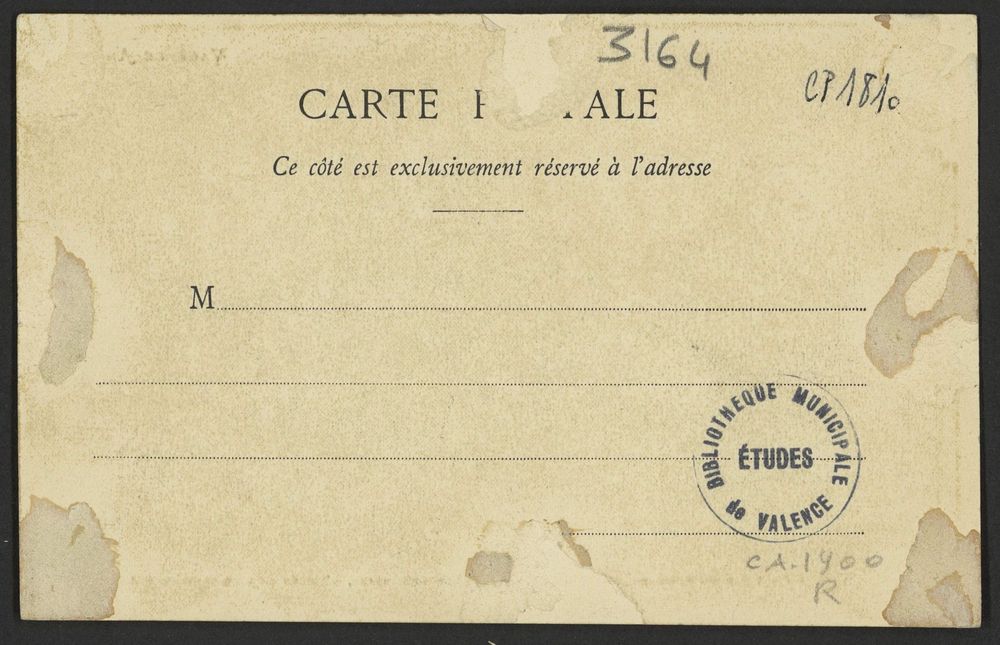 3164
CP1810
CARTE P ALE
Ce côté est exclusivement réservé à l'adresse
M
BIBLIOTHEQUE MUNICIPALE
ÉTUDES
de VALENCE
CA.1900
R